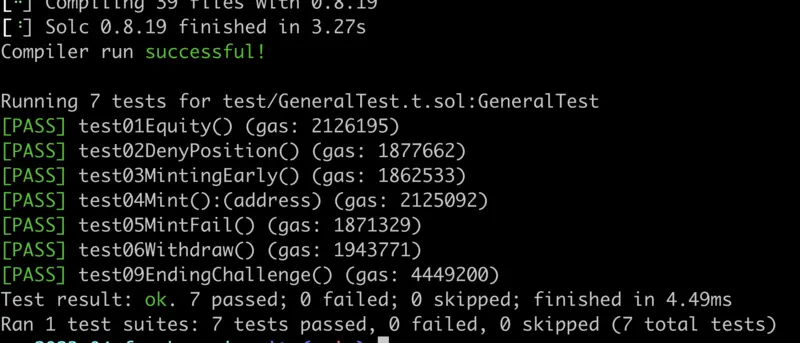 [⠒] Compiling 39 files with 0.8.19
[⠘] Solc 0.8.19 finished in 3.27s
Compiler run successful!
Running 7 tests for test/GeneralTest.t.sol:GeneralTest
[PASS] test01Equity() (gas: 2126195)
[PASS] test02DenyPosition() (gas: 1877662)
[PASS] test03MintingEarly() (gas: 1862533)
[PASS] test04Mint():(address) (gas: 2125092)
[PASS] test05MintFail() (gas: 1871329)
[PASS] test06Withdraw() (gas: 1943771)
[PASS] test09EndingChallenge() (gas: 4449200)
Test result: ok. 7 passed; 0 failed; 0 skipped; finished in 4.49ms
Ran 1 test suites: 7 tests passed, 0 failed, 0 skipped (7 total tests)